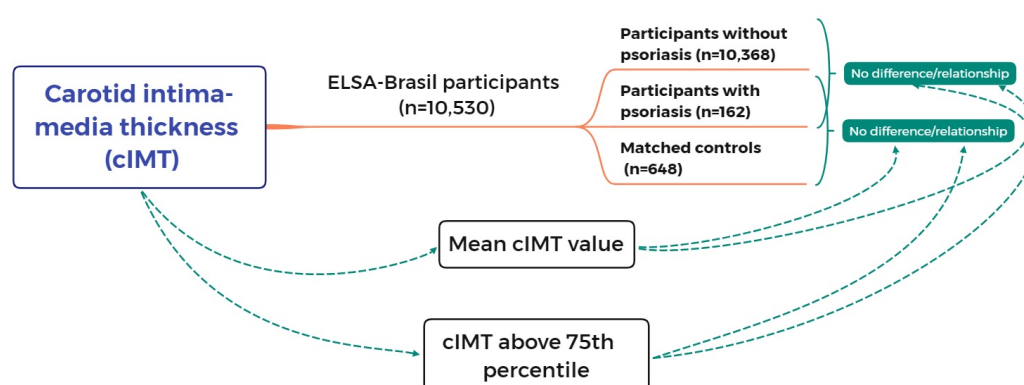 Carotid intima-
media thickness
(cIMT)
ELSA-Brasil participants
(n=10,530)
Participants without
psoriasis (n=10,368)
Participants with
psoriasis (n=162)
Matched controls
(n=648)
No difference/relationship
No difference/relationship
Mean cIMT value
cIMT above 75th
percentile